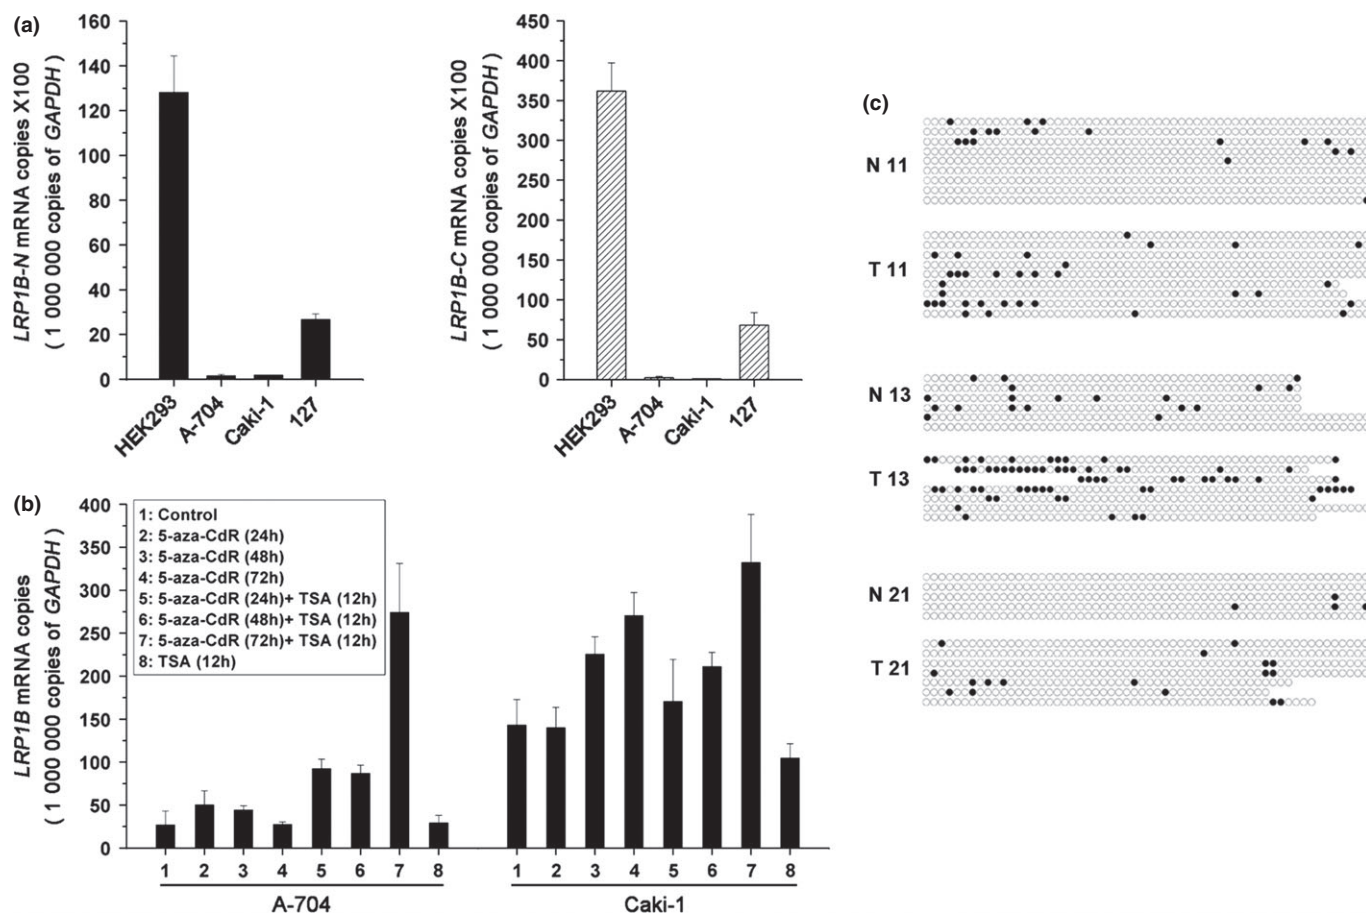 (a)
LRP1B-N mRNA copies X100
( 1 000 000 copies of GAPDH )
160
140
120
100
80
60
40
20
0
HEK293
A-704
Caki-1
127
LRP1B-C mRNA copies X100
( 1 000 000 copies of GAPDH )
450
400
350
300
250
200
150
100
50
0
HEK293
A-704
Caki-1
127
(b)
LRP1B mRNA copies
( 1 000 000 copies of GAPDH )
400
350
300
250
200
150
100
50
0
1: Control
2: 5-aza-CdR (24h)
3: 5-aza-CdR (48h)
4: 5-aza-CdR (72h)
5: 5-aza-CdR (24h)+ TSA (12h)
6: 5-aza-CdR (48h)+ TSA (12h)
7: 5-aza-CdR (72h)+ TSA (12h)
8: TSA (12h)
1 2 3 4 5 6 7 8
A-704
1 2 3 4 5 6 7 8
Caki-1
(c)
N 11
T 11
N 13
T 13
N 21
T 21